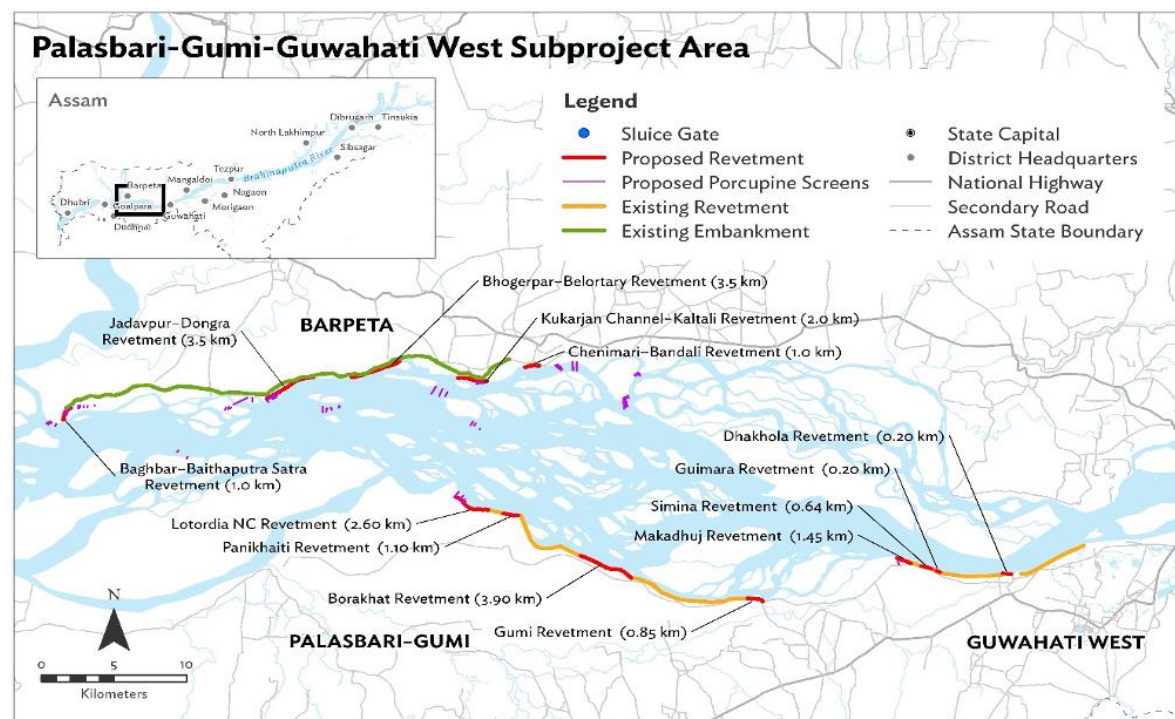 Palasbari-Gumi-Guwahati West Subproject Area
Assam
Dibrugarh
Tinsukia
North Lakhimpur
Sibsagar
Tezpur
Brahmaputra River
Mangaldoi
Barpeta
Nagaon
Morigaon
Dhubri
Goalpara
Guwahati
Dudhnai
Legend
Sluice Gate
Proposed Revetment
Proposed Porcupine Screens
Existing Revetment
Existing Embankment
State Capital
District Headquarters
National Highway
Secondary Road
Assam State Boundary
Bhogerpar-Belortary Revetment (3.5 km)
Jadavpur-Dongra
Revetment (3.5 km)
BARPETA
Kukarjan Channel-Kaltali Revetment (2.0 km)
Chenimari-Bandali Revetment (1.0 km)
Dhakhola Revetment (0.20 km)
Baghbar-Baithaputra Satra
Revetment (1.0 km)
Guimara Revetment (0.20 km)
Simina Revetment (0.64 km)
Makadhuj Revetment (1.45 km)
Lotordia NC Revetment (2.60 km)
Panikhaiti Revetment (1.10 km)
Borakhat Revetment (3.90 km)
Gumi Revetment (0.85 km)
PALASBARI-GUMI
GUWAHATI WEST
N
0 5 10
Kilometers